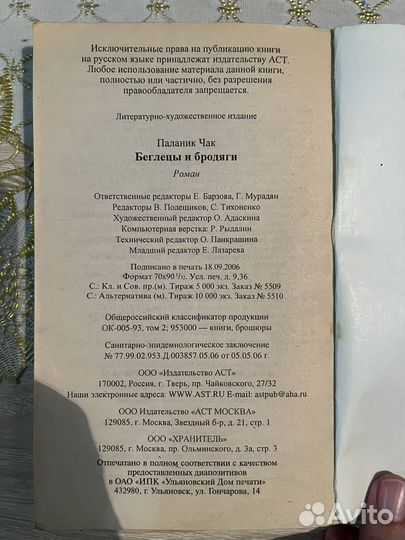 Исключительные права на публикацию книги
на русском языке принадлежат издательству АСТ.
Любое использование материала данной книги,
полностью или частично, без разрешения
правообладателя запрещается.
Литературно-художественное издание
Паланик Чак
Беглецы и бродяги
Роман
Ответственные редакторы Е. Барзова, Г. Мурадян
Редакторы В. Полещиков, С. Тихоненко
Художественный редактор О. Адаскина
Компьютерная верстка: Р. Рыдалин
Технический редактор О. Панкрашина
Младший редактор Е. Лазарева
Подписано в печать 18.09.2006
Формат 70х90 1/32. Усл. печ. л. 9,36
С.: Кл. и Сов. пр.(м). Тираж 5 000 экз. Заказ № 5509
С.: Альтернатива (м). Тираж 10 000 экз. Заказ № 5510
Общероссийский классификатор продукции
ОК-005-93, том 2; 953000 — книги, брошюры
Санитарно-эпидемиологическое заключение
№ 77.99.02.953.Д.003857.05.06 от 05.05.06 г.
ООО «Издательство АСТ»
170002, Россия, г. Тверь, пр. Чайковского, 27/32
Наши электронные адреса: WWW.AST.RU E-mail: astpub@aha.ru
ООО Издательство «АСТ МОСКВА»
129085, г. Москва, Звездный б-р, д. 21, стр. 1
ООО «ХРАНИТЕЛЬ»
129085, г. Москва, пр. Ольминского, д. 3а, стр. 3
Отпечатано в полном соответствии с качеством
предоставленных диапозитивов
в ОАО «ИПК «Ульяновский Дом печати»
432980, г. Ульяновск, ул. Гончарова, 14
Avito